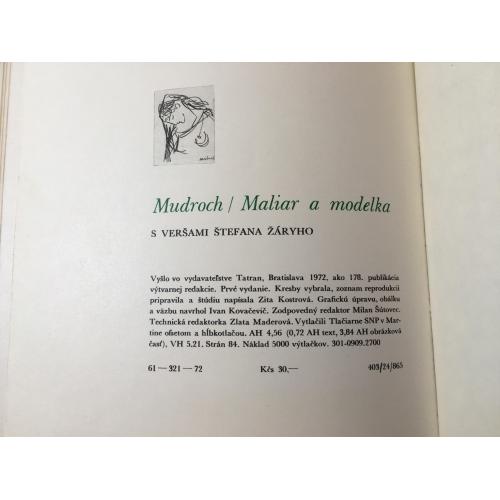 Mudroch / Maliar a modelka
S VERŠAMI ŠTEFANA ŽÁRYHO
Vyšlo vo vydavateľstve Tatran, Bratislava 1972, ako 178. publikácia
výtvarnej redakcie. Prvé vydanie. Kresby vybrala, zoznam reprodukcií
pripravila a štúdiu napísala Zita Kostrová. Grafickú úpravu, obálku
a väzbu navrhol Ivan Kovačevič. Zodpovedný redaktor Milan Šútovec.
Technická redaktorka Zlata Maderová. Vytlačili Tlačiarne SNP v Mar-
tine ofsetom a hĺbkotlačou. AH 4,56 (0,72 AH text, 3,84 AH obrázková
časť), VH 5,21. Strán 84. Náklad 5000 výtlačkov. 301-0909.2700
61—321—72 Kčs 30,— 403/24/865